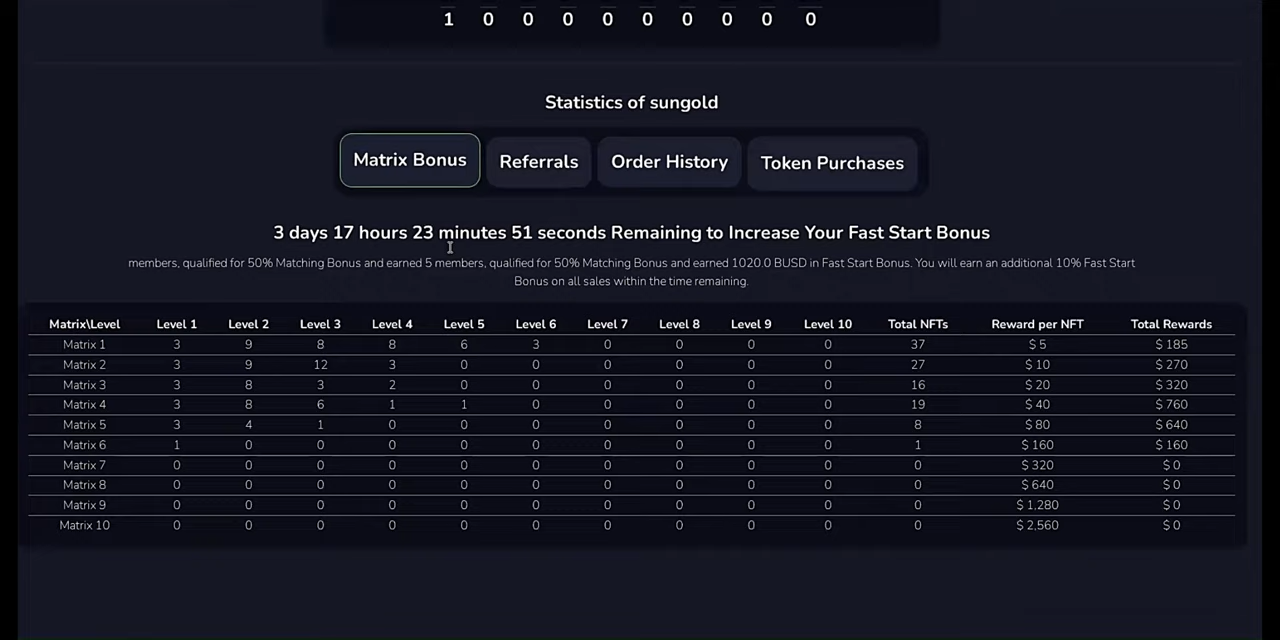 1 0 0 0 0 0 0 0 0 0
Statistics of sungold
Matrix Bonus Referrals Order History Token Purchases
3 days 17 hours 23 minutes 51 seconds Remaining to Increase Your Fast Start Bonus
members, qualified for 50% Matching Bonus and earned 5 members, qualified for 50% Matching Bonus and earned 1020.0 BUSD in Fast Start Bonus. You will earn an additional 10% Fast Start
Bonus on all sales within the time remaining.
Matrix\Level Level 1 Level 2 Level 3 Level 4 Level 5 Level 6 Level 7 Level 8 Level 9 Level 10 Total NFTs Reward per NFT Total Rewards
Matrix 1 3 9 8 8 6 3 0 0 0 0 37 $ 5 $ 185
Matrix 2 3 9 12 3 0 0 0 0 0 0 27 $ 10 $ 270
Matrix 3 3 8 3 2 0 0 0 0 0 0 16 $ 20 $ 320
Matrix 4 3 8 6 1 1 0 0 0 0 0 19 $ 40 $ 760
Matrix 5 3 4 1 0 0 0 0 0 0 0 8 $ 80 $ 640
Matrix 6 1 0 0 0 0 0 0 0 0 0 1 $ 160 $ 160
Matrix 7 0 0 0 0 0 0 0 0 0 0 0 $ 320 $ 0
Matrix 8 0 0 0 0 0 0 0 0 0 0 0 $ 640 $ 0
Matrix 9 0 0 0 0 0 0 0 0 0 0 0 $ 1,280 $ 0
Matrix 10 0 0 0 0 0 0 0 0 0 0 0 $ 2,560 $ 0